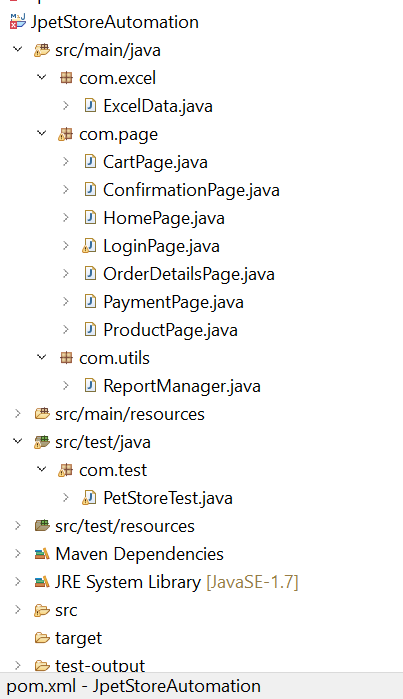 JpetStoreAutomation
src/main/java
com.excel
ExcelData.java
com.page
CartPage.java
ConfirmationPage.java
HomePage.java
LoginPage.java
OrderDetailsPage.java
PaymentPage.java
ProductPage.java
com.utils
ReportManager.java
src/main/resources
src/test/java
com.test
PetStoreTest.java
src/test/resources
Maven Dependencies
JRE System Library [JavaSE-1.7]
src
target
test-output
pom.xml - JpetStoreAutomation